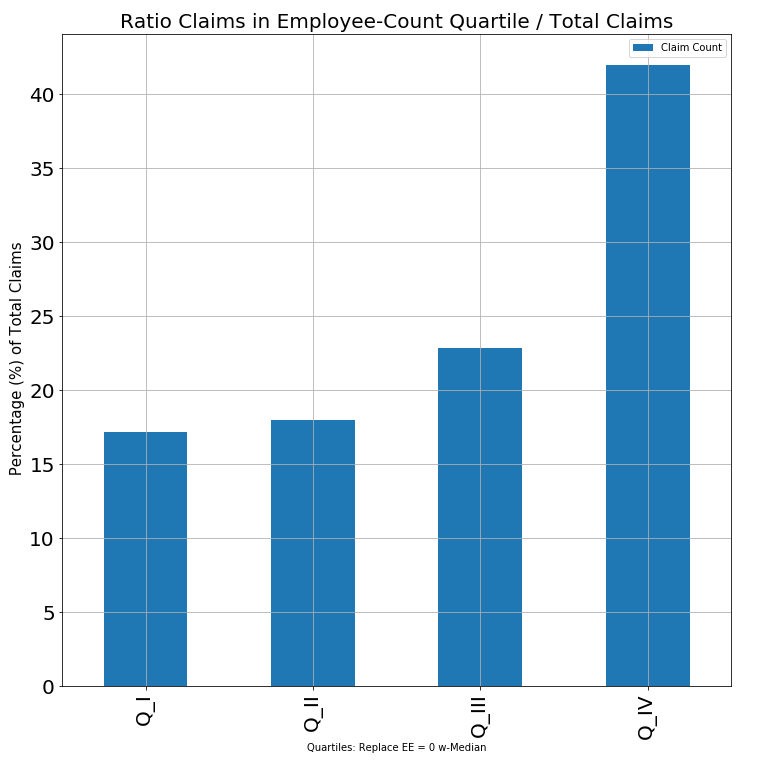 Ratio Claims in Employee-Count Quartile / Total Claims
Claim Count
Percentage (%) of Total Claims
40
35
30
25
20
15
10
5
0
Q_I
Q_II
Q_III
Q_IV
Quartiles: Replace EE = 0 w-Median